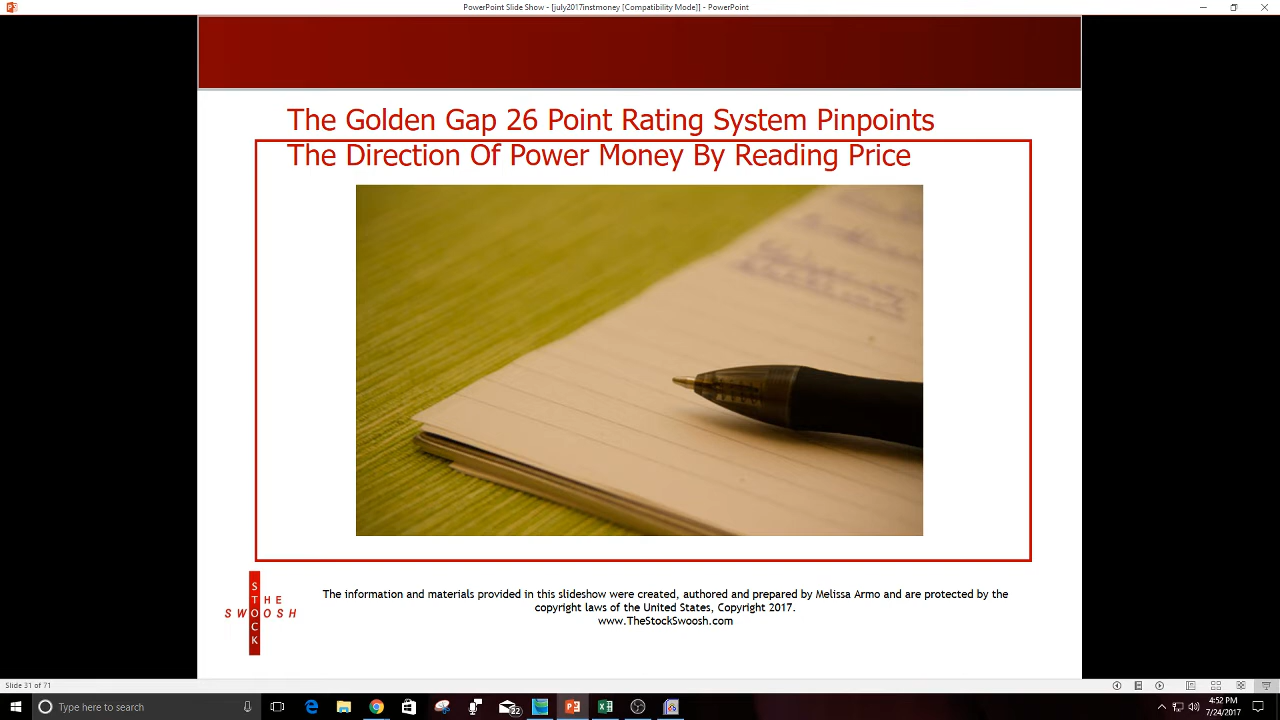 PowerPoint Slide Show - [july2017instmoney [Compatibility Mode]] - PowerPoint
The Golden Gap 26 Point Rating System Pinpoints
The Direction Of Power Money By Reading Price
THE
STOCK
SWOOSH
The information and materials provided in this slideshow were created, authored and prepared by Melissa Armo and are protected by the
copyright laws of the United States, Copyright 2017.
www.TheStockSwoosh.com
Slide 31 of 71
Type here to search
22
4:52 PM
7/24/2017